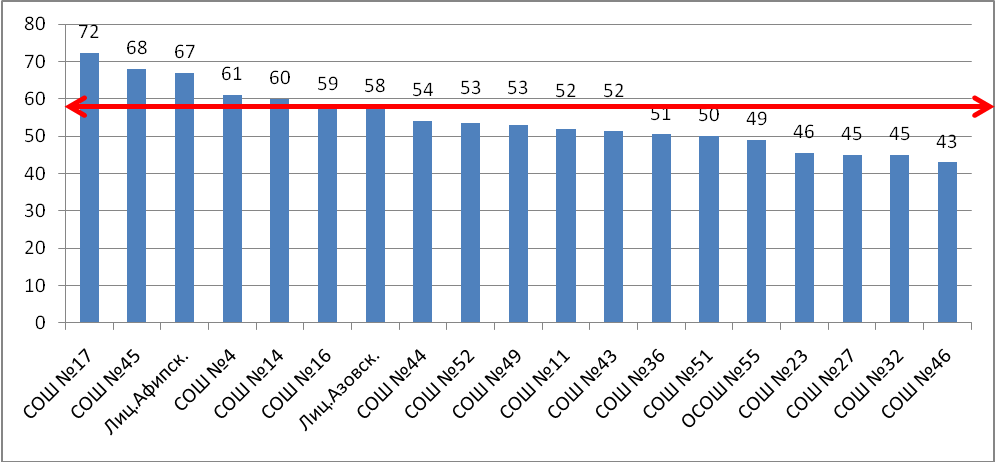 80
70
60
50
40
30
20
10
0
72
68
67
61
60
59
58
54
53
53
52
52
51
50
49
46
45
45
43
СОШ №17
СОШ №45
Лиц.Афипск.
СОШ №4
СОШ №14
СОШ №16
Лиц.Азовск.
СОШ №44
СОШ №52
СОШ №49
СОШ №11
СОШ №43
СОШ №36
СОШ №51
ОСОШ №55
СОШ №23
СОШ №27
СОШ №32
СОШ №46